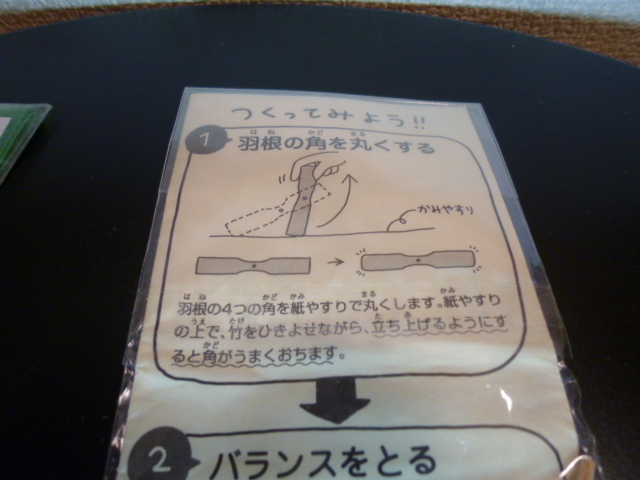 つくってみよう!!
1 羽根の角を丸くする
かみやすり
羽根の4つの角を紙やすりで丸くします。紙やすり
の上で、竹をひきよせながら、立ち上げるようにす
ると角がうまくおちます。
2 バランスをとる